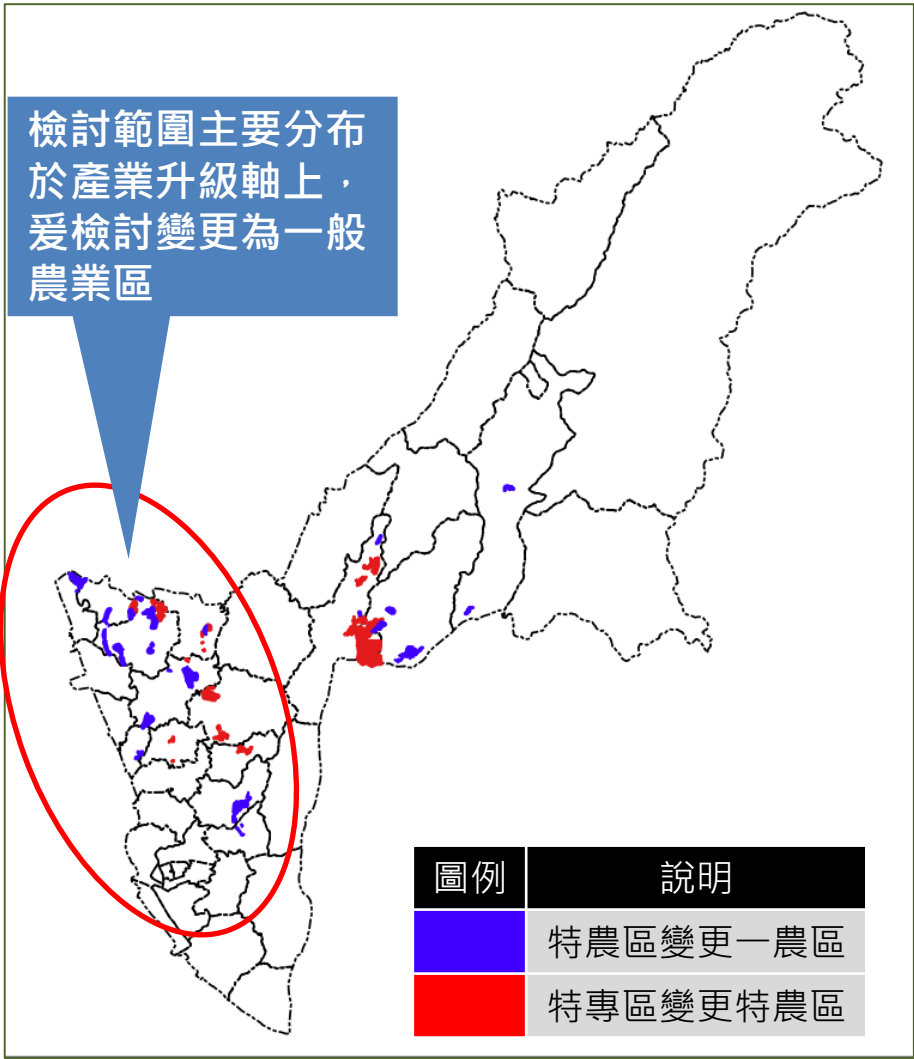 檢討範圍主要分布
於產業升級軸上，
爰檢討變更為一般
農業區
圖例 說明
特農區變更一農區
特專區變更特農區